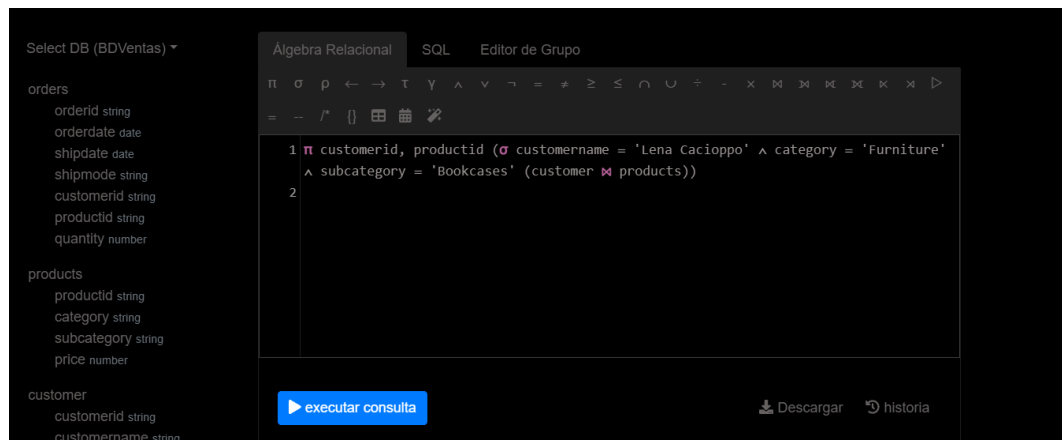 Select DB (BDVentas)
Álgebra Relacional SQL Editor de Grupo
π σ ρ ← → τ γ ∧ ∨ ¬ = ≠ ≥ ≤ ∩ ∪ ÷ - × ⋈ ⟕ ⟖ ⟗ ⋉ ⋊ ▷
= -- /* {}
orders
orderid string
orderdate date
shipdate date
shipmode string
customerid string
productid string
quantity number
products
productid string
category string
subcategory string
price number
customer
customerid string
customername string
1 π customerid, productid (σ customername = 'Lena Cacioppo' ∧ category = 'Furniture'
∧ subcategory = 'Bookcases' (customer ⋈ products))
2
executar consulta
Descargar historia